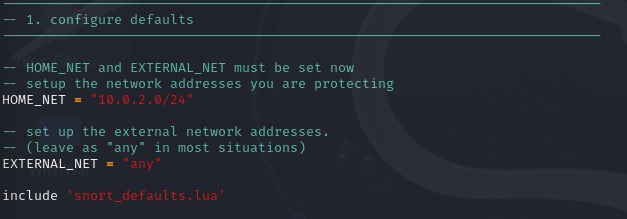 -- 1. configure defaults
-- HOME_NET and EXTERNAL_NET must be set now
-- setup the network addresses you are protecting
HOME_NET = "10.0.2.0/24"
-- set up the external network addresses.
-- (leave as "any" in most situations)
EXTERNAL_NET = "any"
include 'snort_defaults.lua'